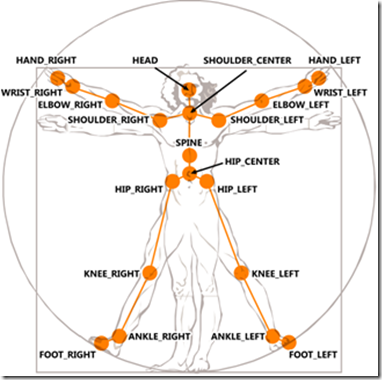 HAND_RIGHT
HEAD
SHOULDER_CENTER
HAND_LEFT
WRIST_RIGHT
WRIST_LEFT
ELBOW_RIGHT
ELBOW_LEFT
SHOULDER_RIGHT
SHOULDER_LEFT
SPINE
HIP_CENTER
HIP_RIGHT
HIP_LEFT
KNEE_RIGHT
KNEE_LEFT
ANKLE_RIGHT
ANKLE_LEFT
FOOT_RIGHT
FOOT_LEFT